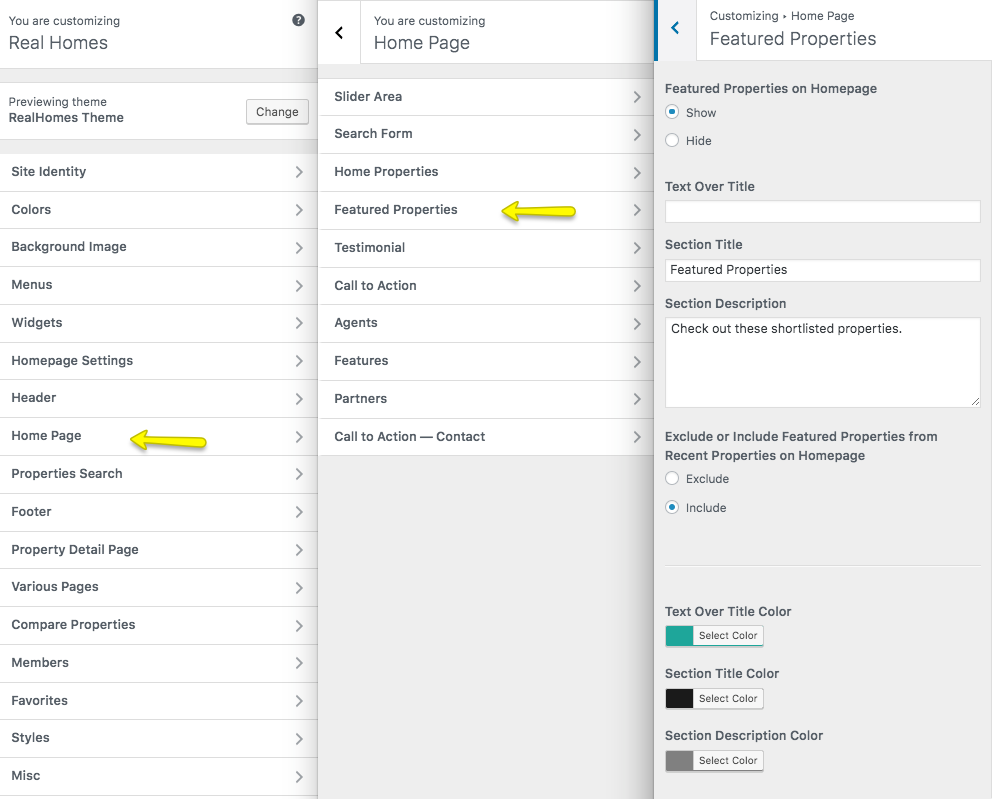 You are customizing
Real Homes
?
Previewing theme
RealHomes Theme
Change
Site Identity
Colors
Background Image
Menus
Widgets
Homepage Settings
Header
Home Page
Properties Search
Footer
Property Detail Page
Various Pages
Compare Properties
Members
Favorites
Styles
Misc
You are customizing
Home Page
Slider Area
Search Form
Home Properties
Featured Properties
Testimonial
Call to Action
Agents
Features
Partners
Call to Action — Contact
Customizing ▸ Home Page
Featured Properties
Featured Properties on Homepage
Show
Hide
Text Over Title
Section Title
Featured Properties
Section Description
Check out these shortlisted properties.
Exclude or Include Featured Properties from
Recent Properties on Homepage
Exclude
Include
Text Over Title Color
Select Color
Section Title Color
Select Color
Section Description Color
Select Color